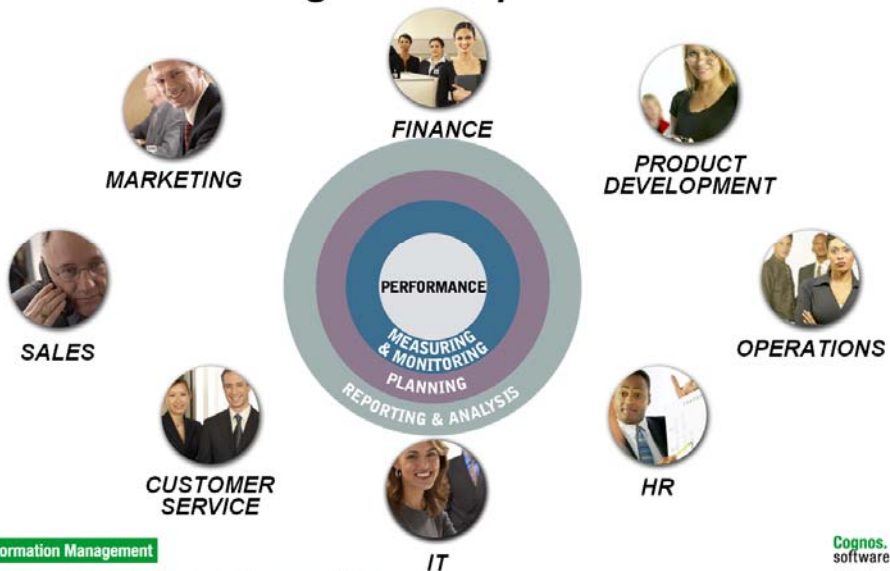 FINANCE
MARKETING
PRODUCT
DEVELOPMENT
PERFORMANCE
MEASURING
& MONITORING
PLANNING
REPORTING & ANALYSIS
SALES
OPERATIONS
CUSTOMER
SERVICE
HR
IT
ormation Management
Cognos.
software